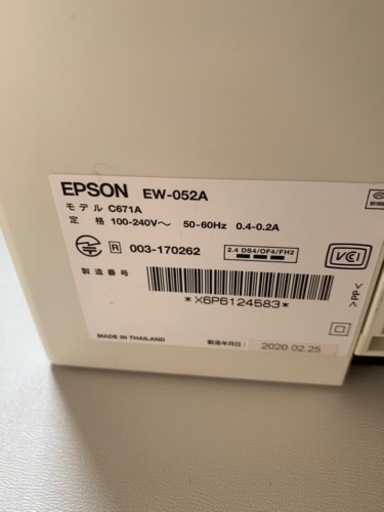 EPSON EW-052A
モデル C671A
定 格 100-240V～ 50-60Hz 0.4-0.2A
R 003-170262
2.4 DS4/OF4/FH2
VCCI
製造番号
*X6P6124583*
>PP<
MADE IN THAILAND
製造年月日： 2020.02.25